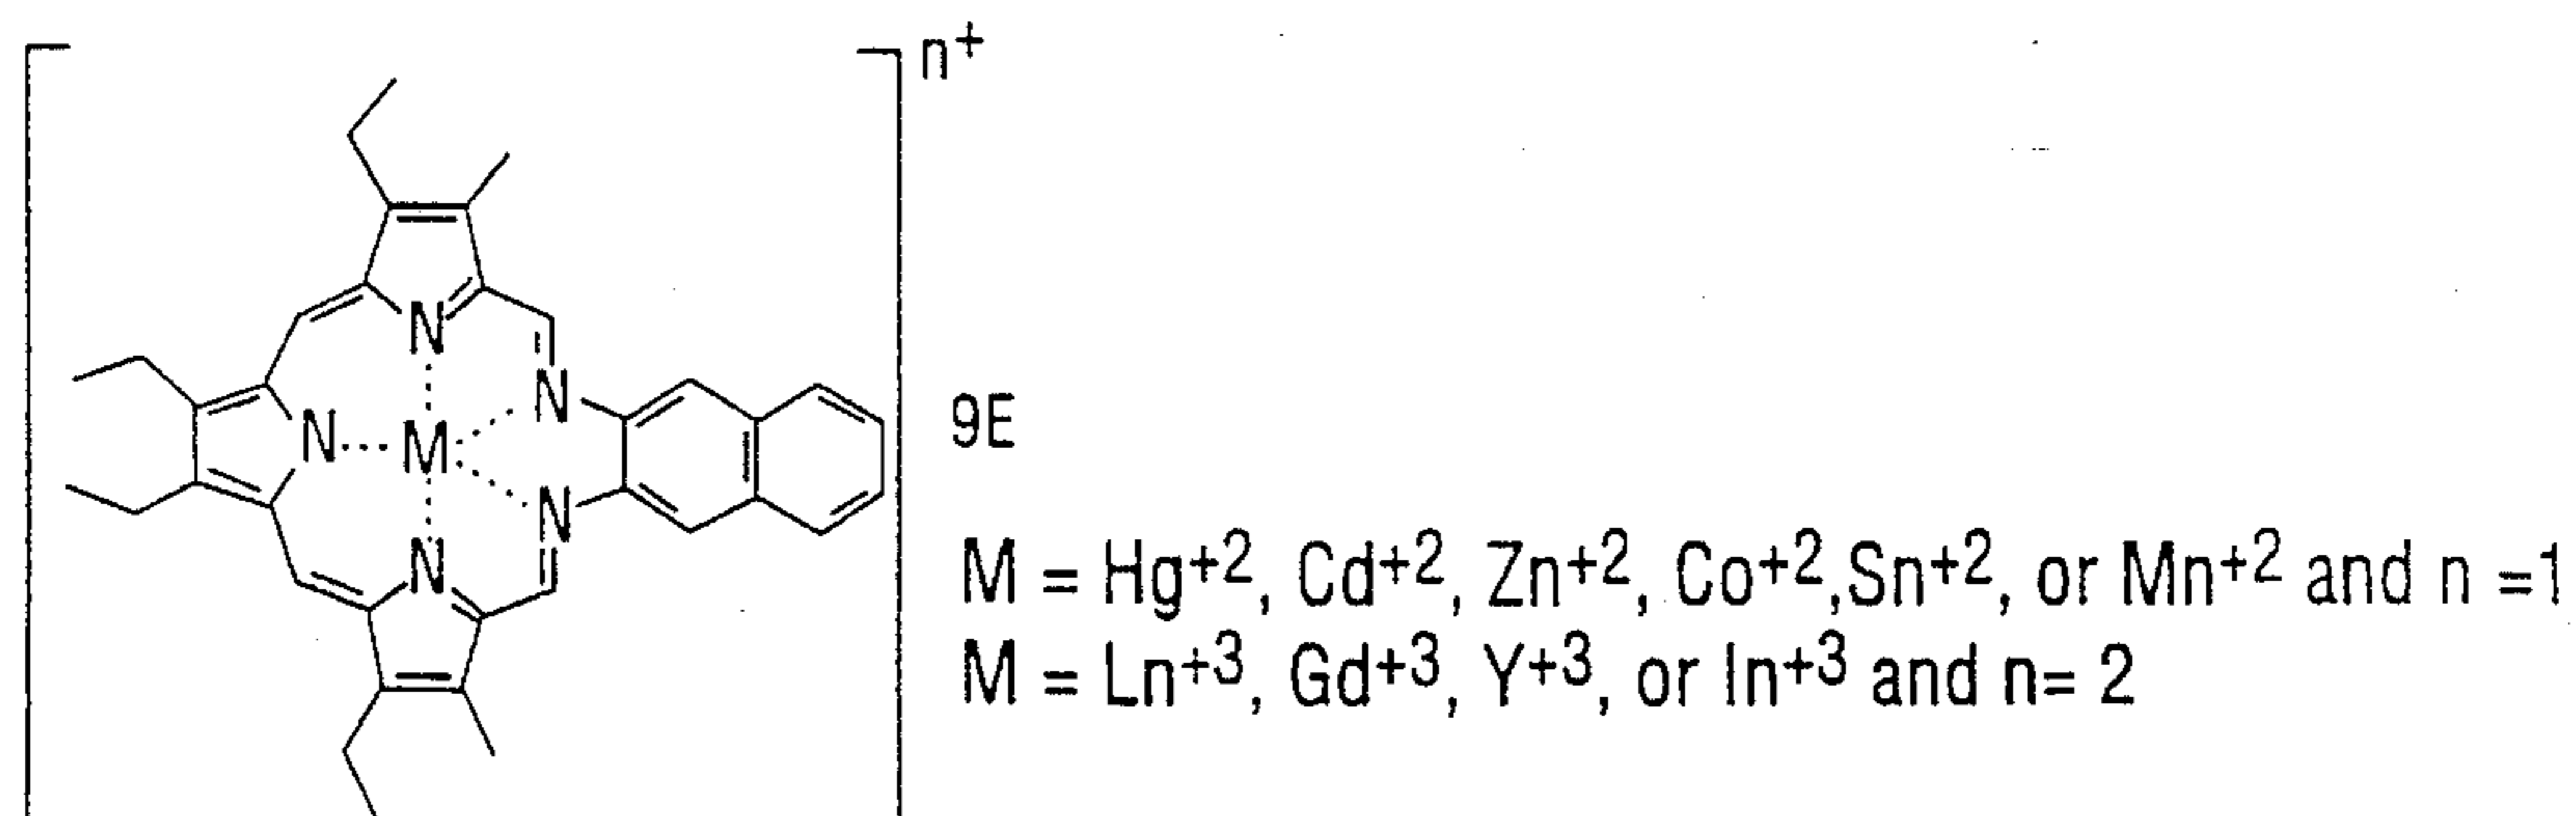 n+
N
N
N M
N
N
9E
M = Hg+2, Cd+2, Zn+2, Co+2,Sn+2, or Mn+2 and n =1
M = Ln+3, Gd+3, Y+3, or In+3 and n= 2